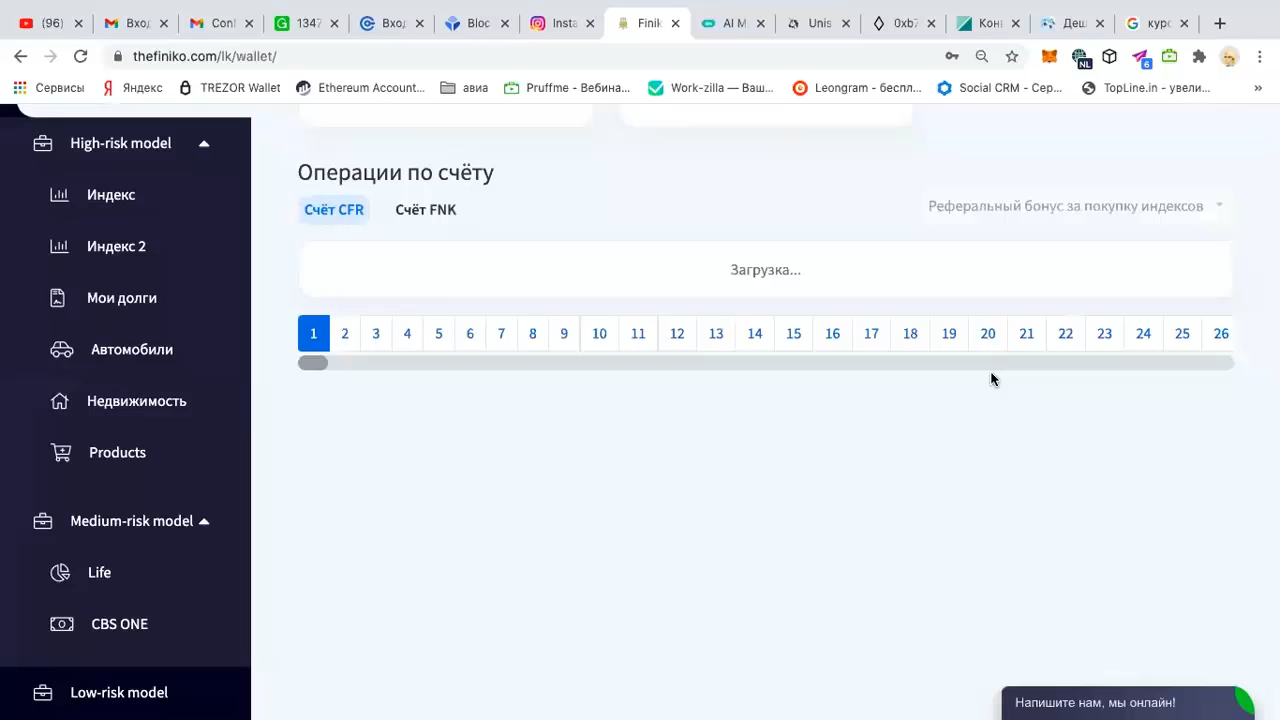 (96)
Вход
Conf
1347
Вход
Bloc
Insta
Finik
AI M
Unis
0xb7
Кон
Деш
курс
thefiniko.com/lk/wallet/
NL
6
Сервисы
Яндекс
TREZOR Wallet
Ethereum Account...
авиа
Pruffme - Вебина...
Work-zilla — Ваш...
Leongram - беспл...
Social CRM - Сер...
TopLine.in - увели...
»
High-risk model
Индекс
Индекс 2
Мои долги
Автомобили
Недвижимость
Products
Medium-risk model
Life
CBS ONE
Low-risk model
Операции по счёту
Счёт CFR
Счёт FNK
Реферальный бонус за покупку индексов
Загрузка...
1 2 3 4 5 6 7 8 9 10 11 12 13 14 15 16 17 18 19 20 21 22 23 24 25 26
Напишите нам, мы онлайн!